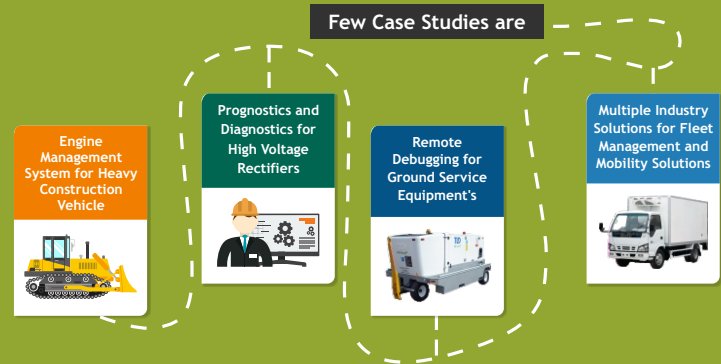 Few Case Studies are
Engine
Management
System for Heavy
Construction
Vehicle
Prognostics and
Diagnostics for
High Voltage
Rectifiers
Remote
Debugging for
Ground Service
Equipment's
Multiple Industry
Solutions for Fleet
Management and
Mobility Solutions